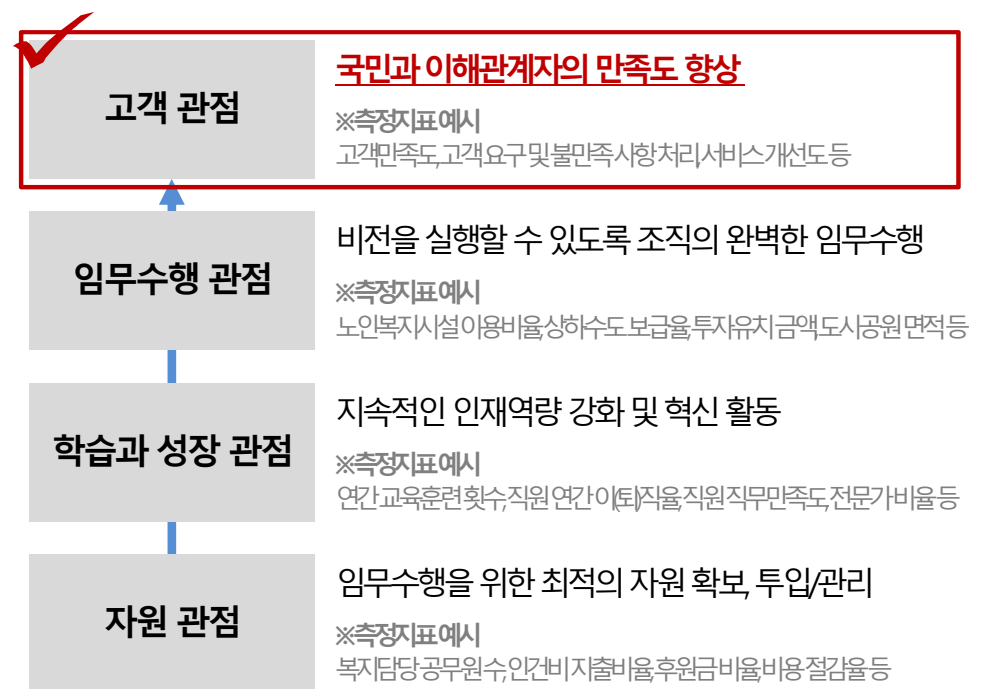 고객 관점
국민과 이해관계자의 만족도 향상
※측정지표 예시
고객만족도, 고객 요구 및 불만족 사항 처리, 서비스 개선도 등
임무수행 관점
비전을 실행할 수 있도록 조직의 완벽한 임무수행
※측정지표 예시
노인복지시설 이용비율, 상하수도 보급율, 투자유치 금액, 도시공원 면적 등
학습과 성장 관점
지속적인 인재역량 강화 및 혁신 활동
※측정지표 예시
연간 교육훈련 횟수, 직원 연간 이(퇴)직율, 직원 직무만족도, 전문가 비율 등
자원 관점
임무수행을 위한 최적의 자원 확보, 투입/관리
※측정지표 예시
복지담당 공무원 수, 인건비 지출비율, 후원금 비율, 비용 절감율 등